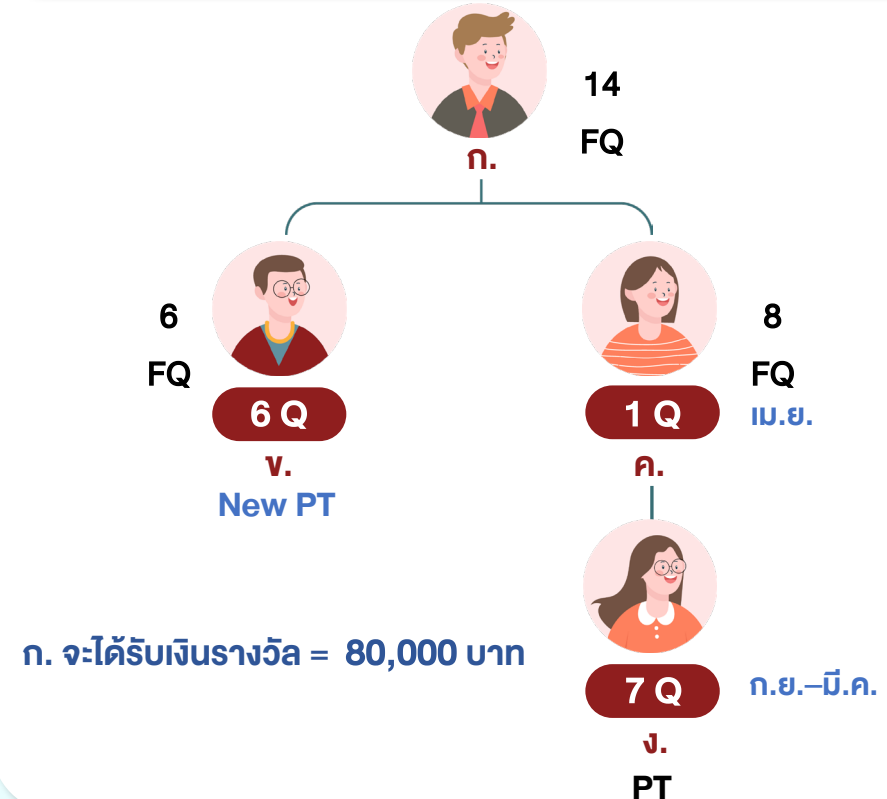 14
FQ
ก.
6
FQ
8
FQ
6 Q
1 Q
เม.ย.
ข.
ค.
New PT
ก. จะได้รับเงินรางวัล = 80,000 บาท
7 Q
ก.ย.–มี.ค.
ง.
PT